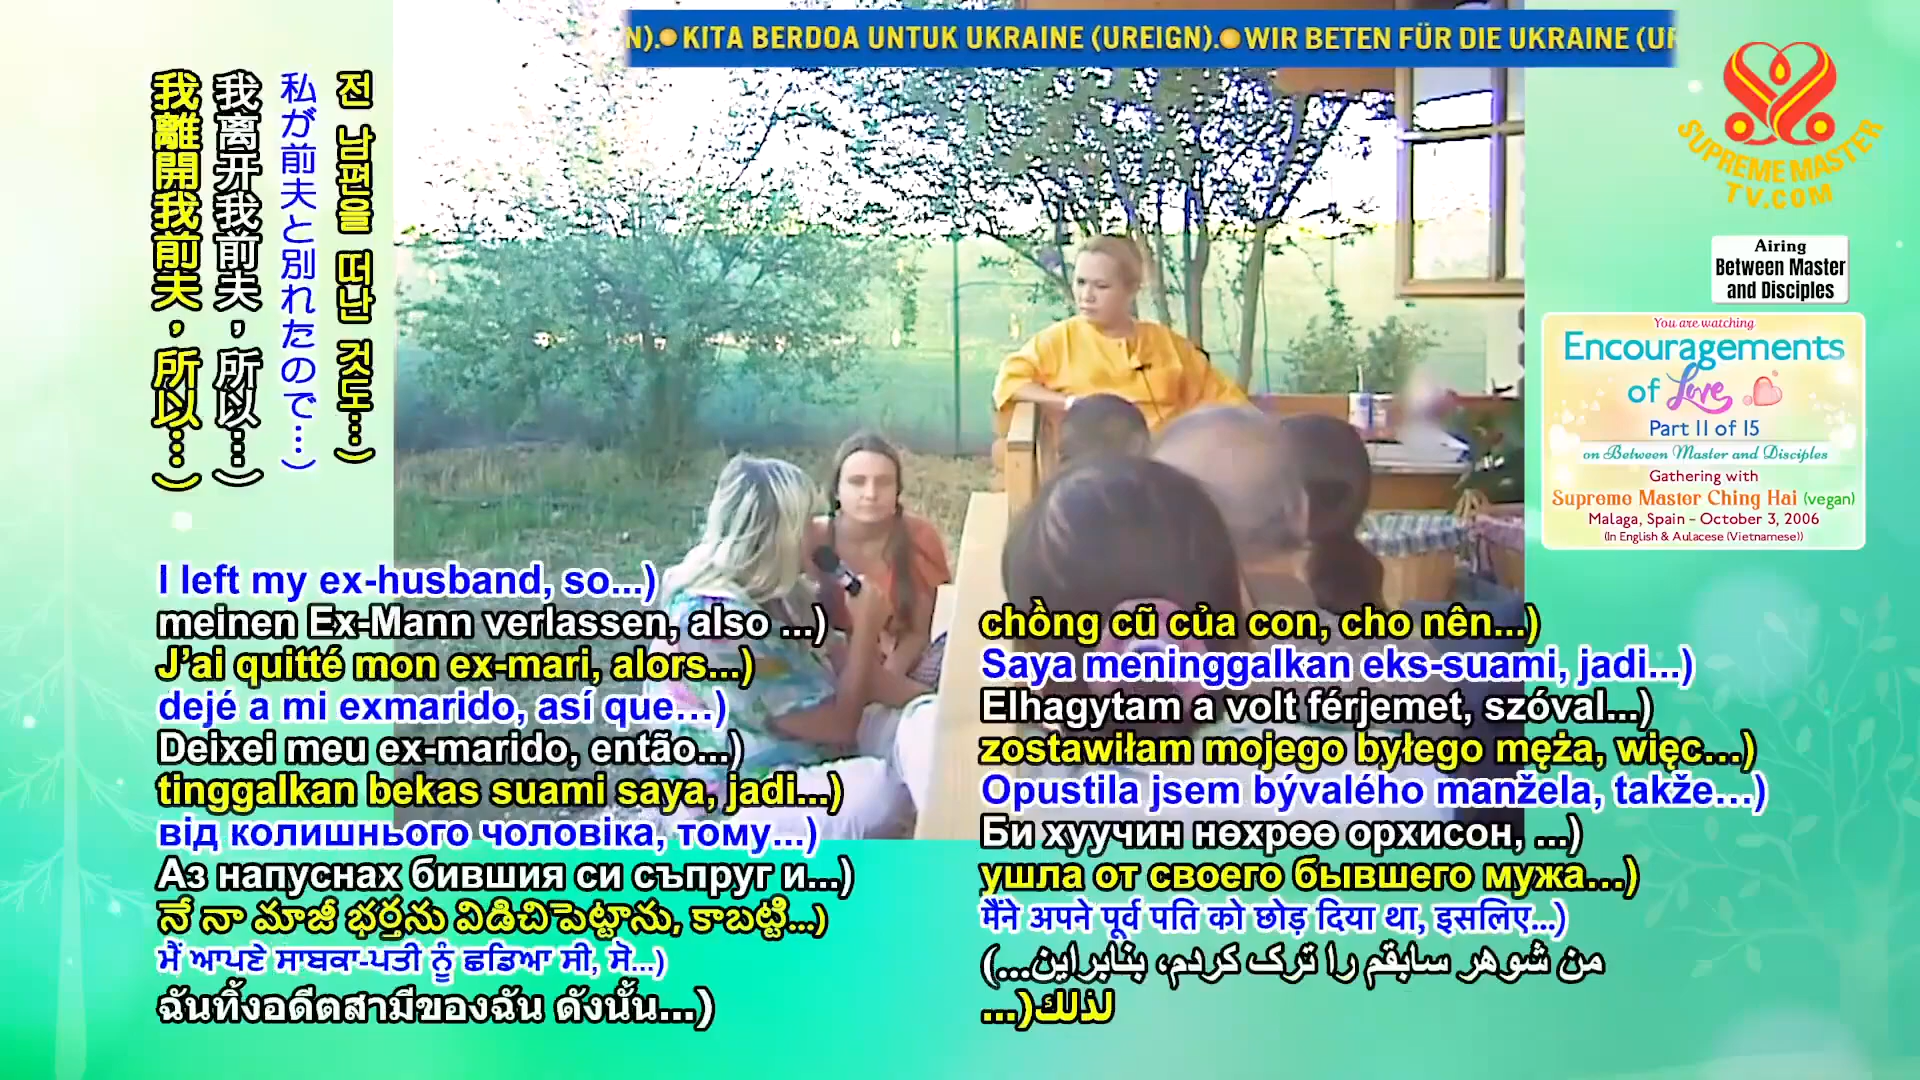 N).KITA BERDOA UNTUK UKRAINE (UREIGN).WIR BETEN FÜR DIE UKRAINE (UR
SUPREME MASTER
TV.COM
Airing
Between Master
and Disciples
You are watching
Encouragements
of Love
Part 11 of 15
on Between Master and Disciples
Gathering with
Supreme Master Ching Hai (vegan)
Malaga, Spain – October 3, 2006
(In English & Aulacese (Vietnamese))
전 남편을 떠난 것도…)
私が前夫と別れたので…)
我离开我前夫，所以…)
我離開我前夫，所以…)
I left my ex-husband, so...)
meinen Ex-Mann verlassen, also ...)
J’ai quitté mon ex-mari, alors...)
dejé a mi exmarido, así que…)
Deixei meu ex-marido, então...)
tinggalkan bekas suami saya, jadi...)
від колишнього чоловіка, тому...)
Аз напуснах бившия си съпруг и...)
నే నా మాజీ భర్తను విడిచిపెట్టాను, కాబట్టి...)
ਮੈਂ ਆਪਣੇ ਸਾਬਕਾ-ਪਤੀ ਨੂੰ ਛਡਿਆ ਸੀ, ਸੋ...)
ฉันทิ้งอดีตสามีของฉัน ดังนั้น...)
chồng cũ của con, cho nên...)
Saya meninggalkan eks-suami, jadi...)
Elhagytam a volt férjemet, szóval...)
zostawiłam mojego byłego męża, więc…)
Opustila jsem bývalého manžela, takže…)
Би хуучин нөхрөө орхисон, ...)
ушла от своего бывшего мужа…)
मैंने अपने पूर्व पति को छोड़ दिया था, इसलिए...)
من شوهر سابقم را ترک کردم، بنابراین...)
لذلك)...